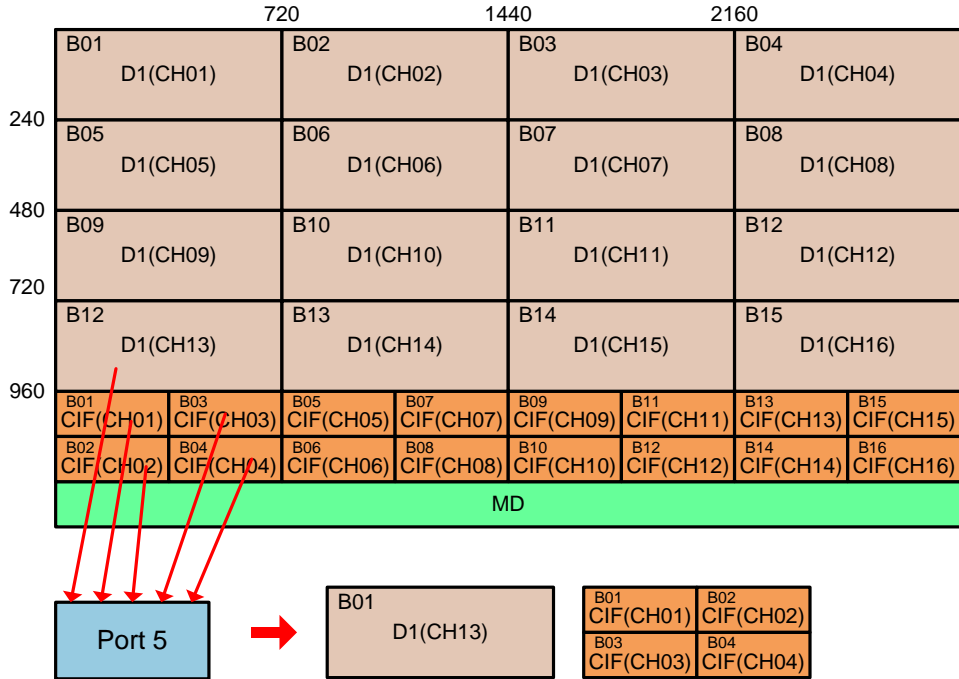 720 1440 2160
B01 B02 B03 B04
D1(CH01) D1(CH02) D1(CH03) D1(CH04)
240
B05 B06 B07 B08
D1(CH05) D1(CH06) D1(CH07) D1(CH08)
480
B09 B10 B11 B12
D1(CH09) D1(CH10) D1(CH11) D1(CH12)
720
B12 B13 B14 B15
D1(CH13) D1(CH14) D1(CH15) D1(CH16)
960
B01 B03 B05 B07 B09 B11 B13 B15
CIF(CH01) CIF(CH03) CIF(CH05) CIF(CH07) CIF(CH09) CIF(CH11) CIF(CH13) CIF(CH15)
B02 B04 B06 B08 B10 B12 B14 B16
CIF(CH02) CIF(CH04) CIF(CH06) CIF(CH08) CIF(CH10) CIF(CH12) CIF(CH14) CIF(CH16)
MD
Port 5
B01
D1(CH13)
B01 B02
CIF(CH01) CIF(CH02)
B03 B04
CIF(CH03) CIF(CH04)